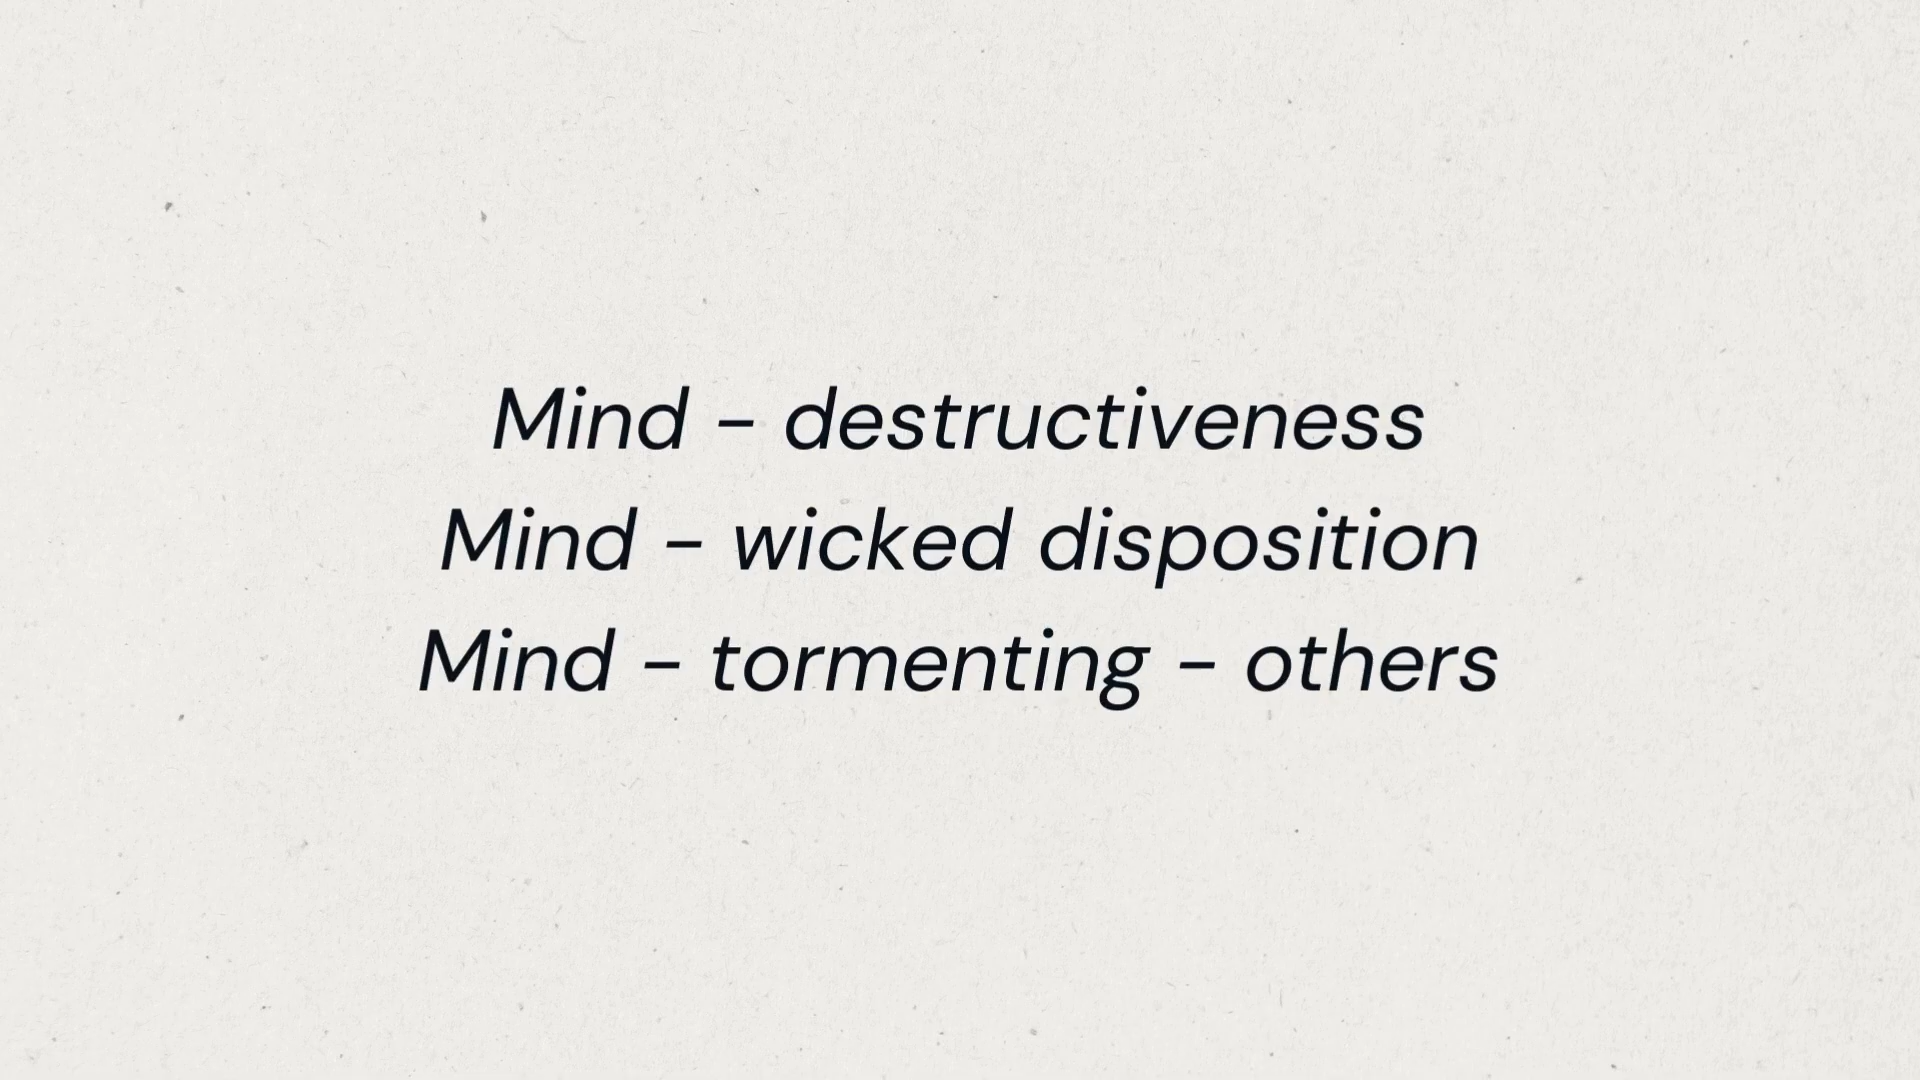 Mind - destructiveness
Mind - wicked disposition
Mind - tormenting - others